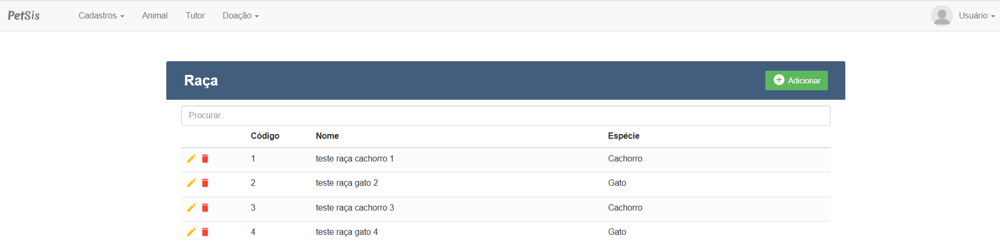 PetSis Cadastros Animal Tutor Doação Usuário
Raça Adicionar
Procurar..
Código Nome Espécie
1 teste raça cachorro 1 Cachorro
2 teste raça gato 2 Gato
3 teste raça cachorro 3 Cachorro
4 teste raça gato 4 Gato